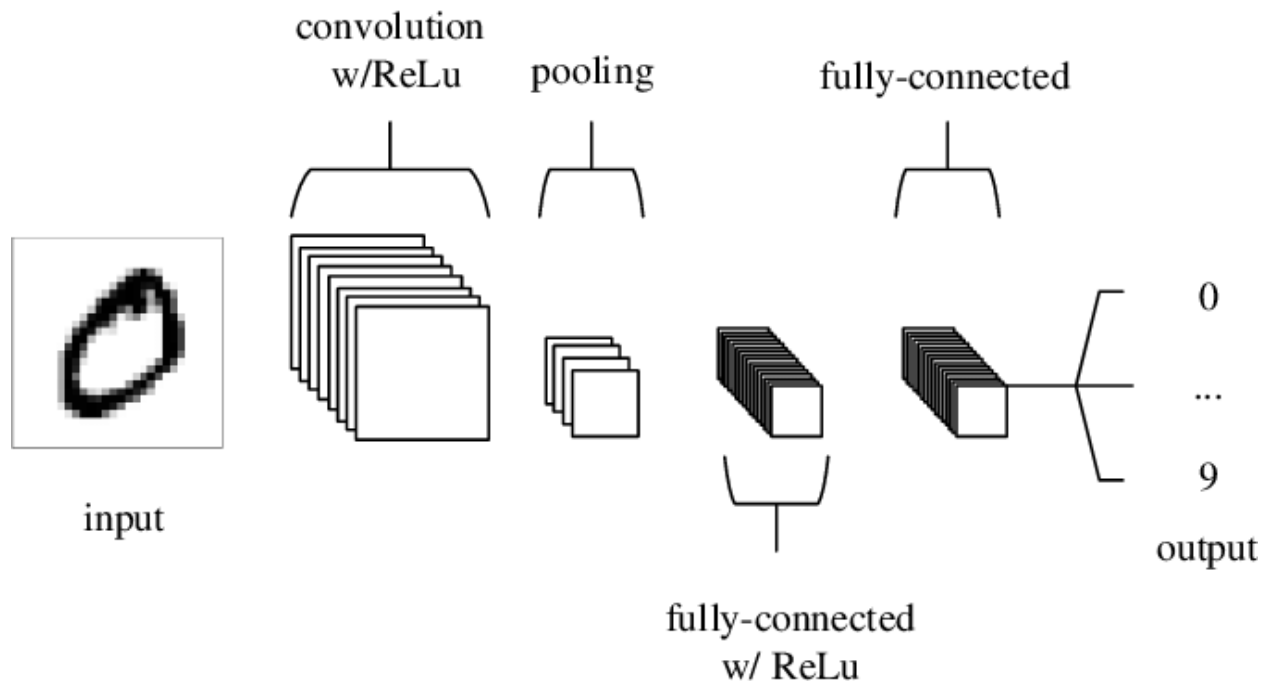 convolution
w/ReLu
pooling
fully-connected
input
0
...
9
output
fully-connected
w/ ReLu